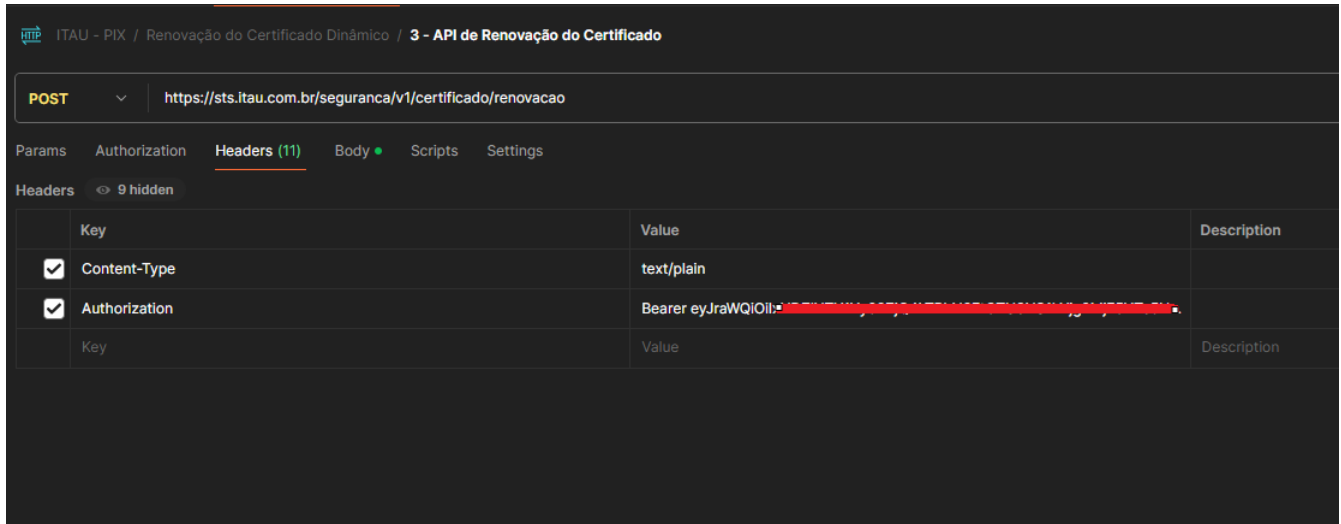 HTTP ITAU - PIX / Renovação do Certificado Dinâmico / 3 - API de Renovação do Certificado
POST https://sts.itau.com.br/seguranca/v1/certificado/renovacao
Params Authorization Headers (11) Body Scripts Settings
Headers 9 hidden
Key Value Description
Content-Type text/plain
Authorization Bearer
Key Value Description